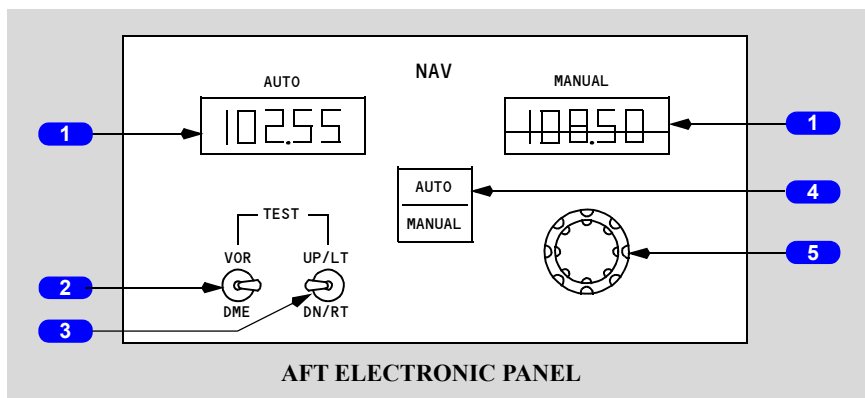 NAV
AUTO
MANUAL
102.55
108.50
1
1
AUTO
MANUAL
4
TEST
VOR
UP/LT
5
2
DME
DN/RT
3
AFT ELECTRONIC PANEL